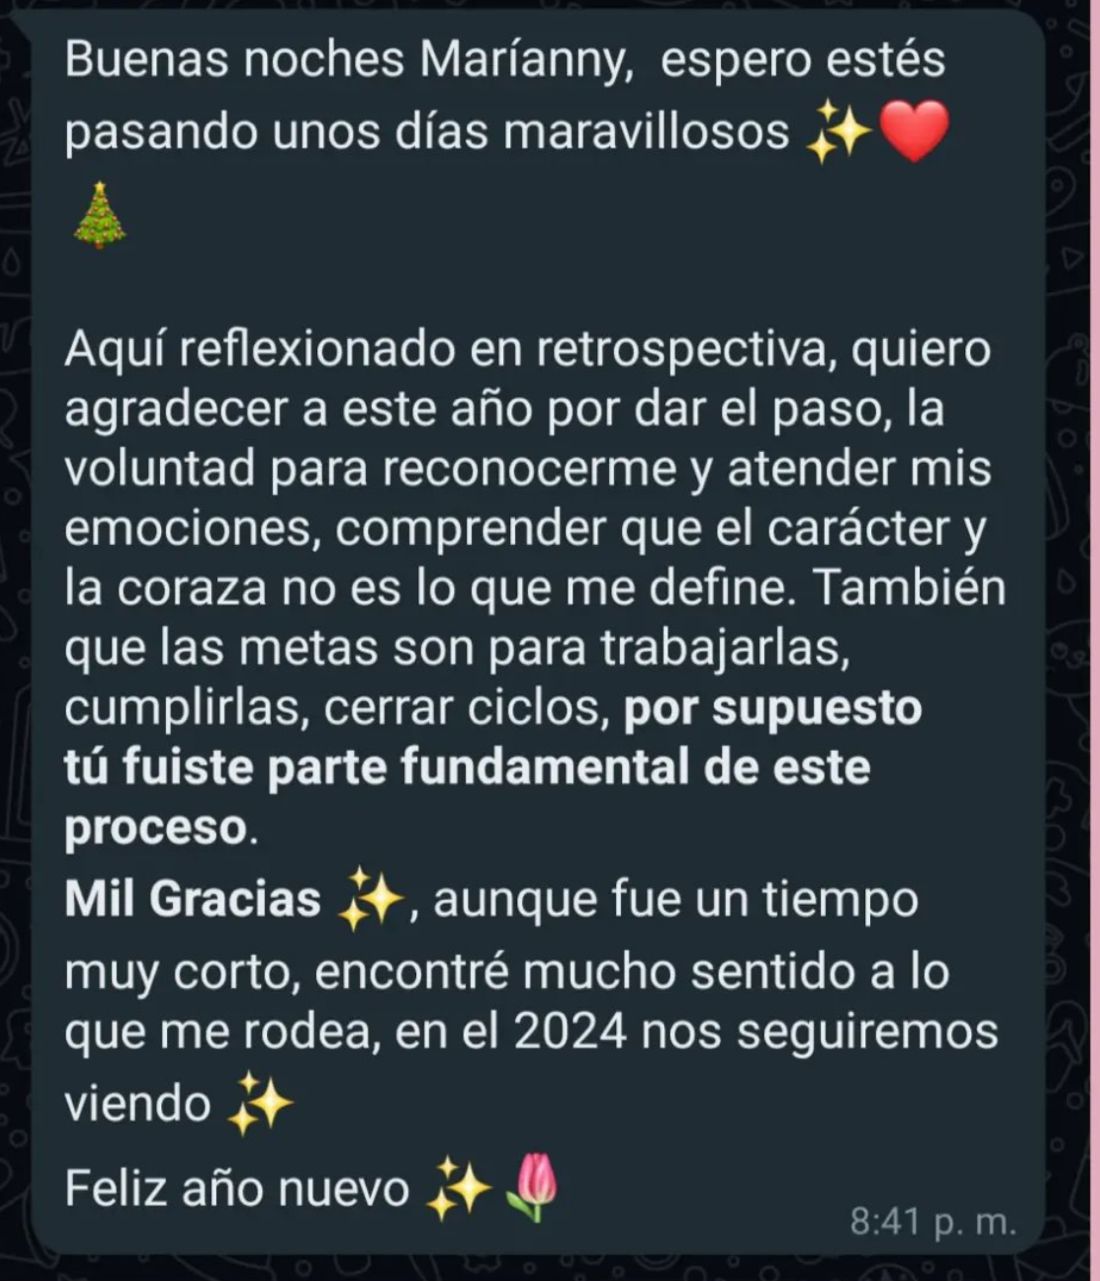 Buenas noches Maríanny,  espero estés
pasando unos días maravillosos ✨❤️
🎄
Aquí reflexionado en retrospectiva, quiero
agradecer a este año por dar el paso, la
voluntad para reconocerme y atender mis
emociones, comprender que el carácter y
la coraza no es lo que me define. También
que las metas son para trabajarlas,
cumplirlas, cerrar ciclos, por supuesto
tú fuiste parte fundamental de este
proceso.
Mil Gracias ✨, aunque fue un tiempo
muy corto, encontré mucho sentido a lo
que me rodea, en el 2024 nos seguiremos
viendo ✨
Feliz año nuevo ✨🌷
8:41 p. m.